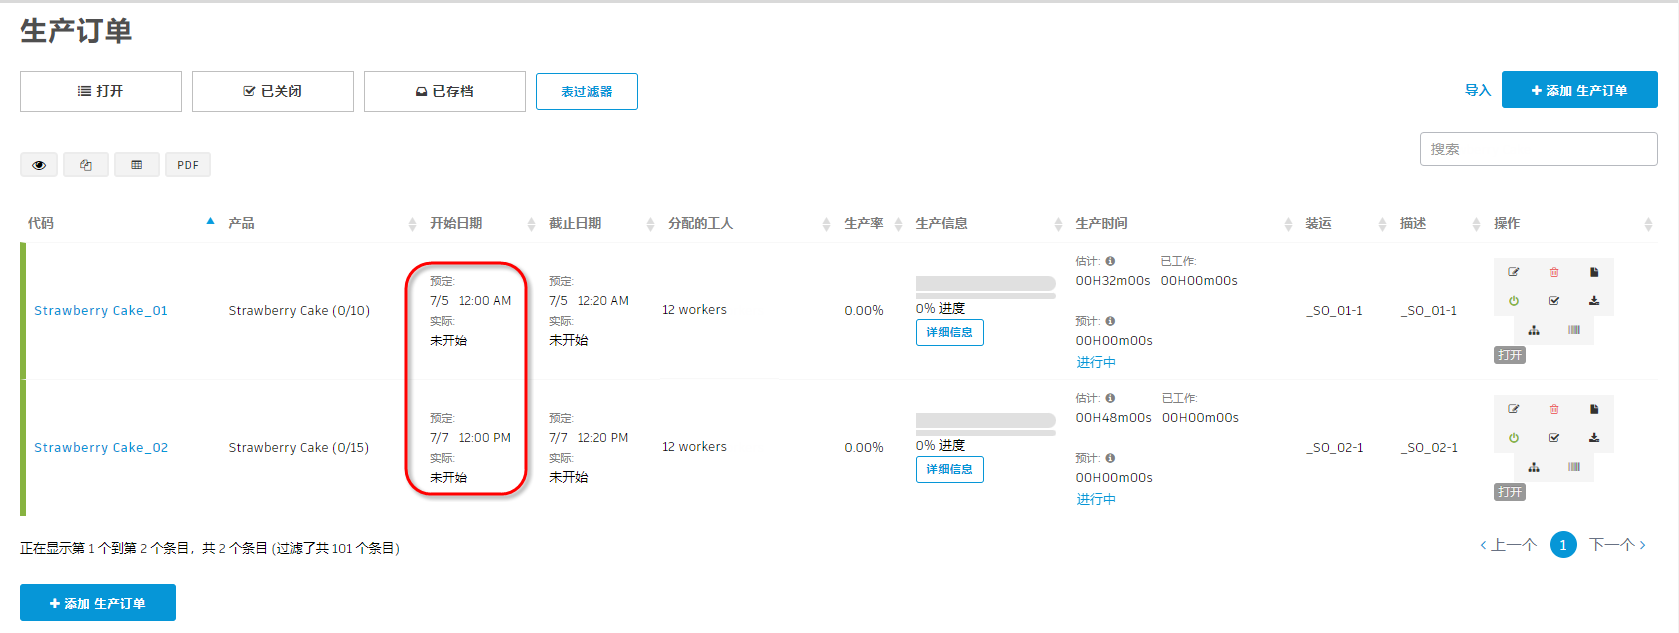 生产订单
打开
已关闭
已存档
表过滤器
导入
添加 生产订单
搜索
PDF
代码 产品 开始日期 截止日期 分配的工人 生产率 生产信息 生产时间 装运 描述 操作
Strawberry Cake_01
Strawberry Cake (0/10)
预定:
7/5 12:00 AM
实际:
未开始
预定:
7/5 12:20 AM
实际:
未开始
12 workers
0.00%
0% 进度
详细信息
估计: 已工作:
00H32m00s 00H00m00s
预计:
00H00m00s
进行中
_SO_01-1
_SO_01-1
打开
Strawberry Cake_02
Strawberry Cake (0/15)
预定:
7/7 12:00 PM
实际:
未开始
预定:
7/7 12:20 PM
实际:
未开始
12 workers
0.00%
0% 进度
详细信息
估计: 已工作:
00H48m00s 00H00m00s
预计:
00H00m00s
进行中
_SO_02-1
_SO_02-1
打开
正在显示第 1 个到第 2 个条目，共 2 个条目 (过滤了共 101 个条目)
上一个 1 下一个
添加 生产订单